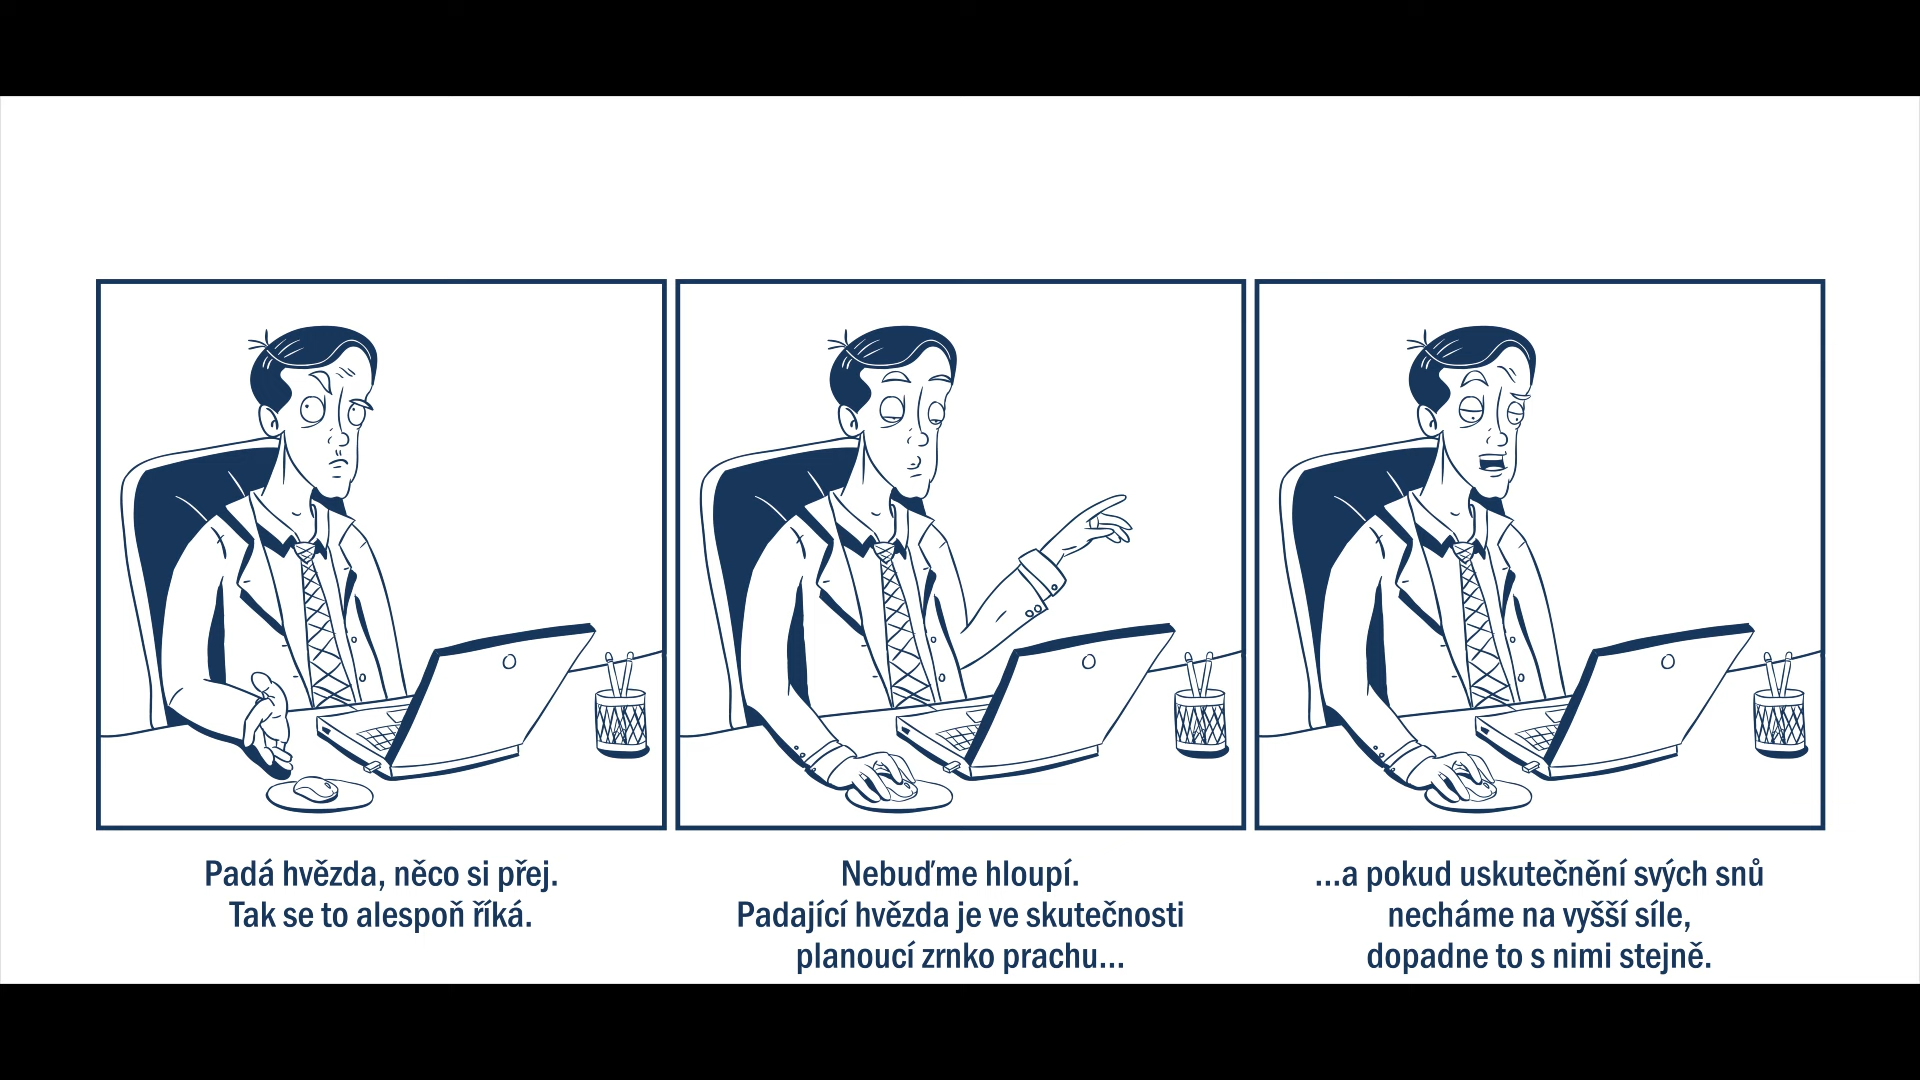 Padá hvězda, něco si přej.
Tak se to alespoň říká.
Nebuďme hloupí.
Padající hvězda je ve skutečnosti
planoucí zrnko prachu...
...a pokud uskutečnění svých snů
necháme na vyšší síle,
dopadne to s nimi stejně.